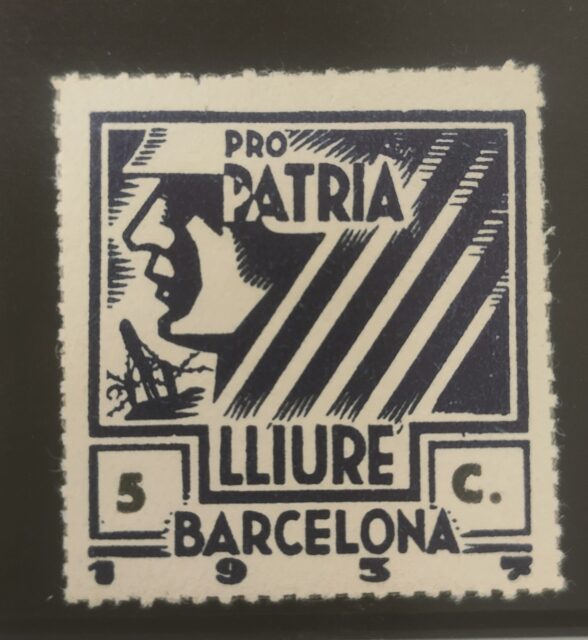 PRO
PATRIA
LLIURE
5 C.
BARCELONA
1937